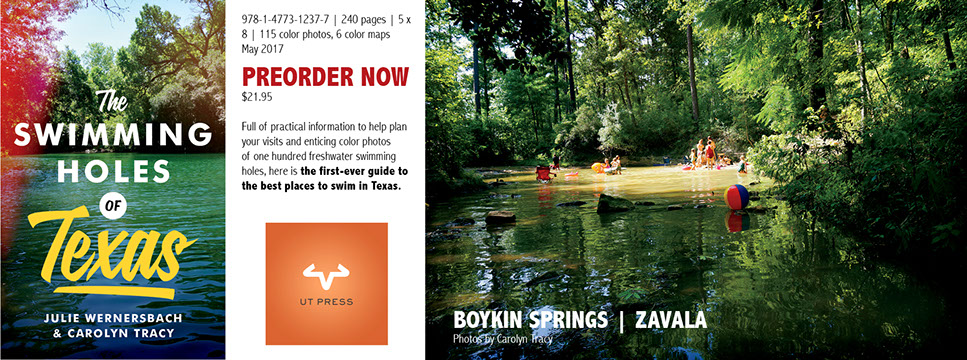 The
SWIMMING
HOLES
OF
Texas
JULIE WERNERSBACH
& CAROLYN TRACY
978-1-4773-1237-7 | 240 pages | 5 x
8 | 115 color photos, 6 color maps
May 2017
PREORDER NOW
$21.95
Full of practical information to help plan
your visits and enticing color photos
of one hundred freshwater swimming
holes, here is the first-ever guide to
the best places to swim in Texas.
UT PRESS
BOYKIN SPRINGS | ZAVALA
Photos by Carolyn Tracy